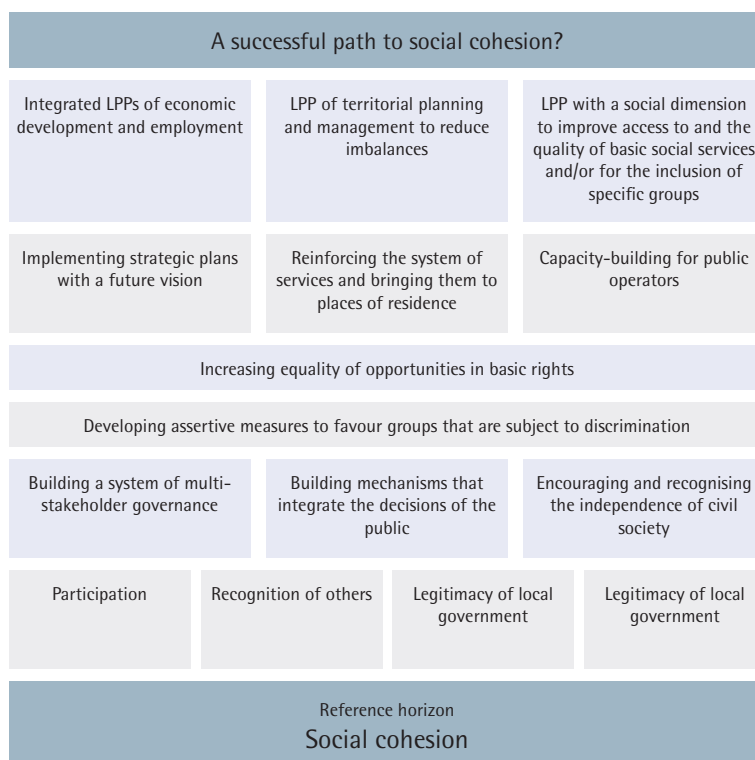 A successful path to social cohesion?
Integrated LPPs of economic
development and employment
LPP of territorial planning
and management to reduce
imbalances
LPP with a social dimension
to improve access to and the
quality of basic social services
and/or for the inclusion of
specific groups
Implementing strategic plans
with a future vision
Reinforcing the system of
services and bringing them to
places of residence
Capacity-building for public
operators
Increasing equality of opportunities in basic rights
Developing assertive measures to favour groups that are subject to discrimination
Building a system of multi-
stakeholder governance
Building mechanisms that
integrate the decisions of the
public
Encouraging and recognising
the independence of civil
society
Participation
Recognition of others
Legitimacy of local
government
Legitimacy of local
government
Reference horizon
Social cohesion